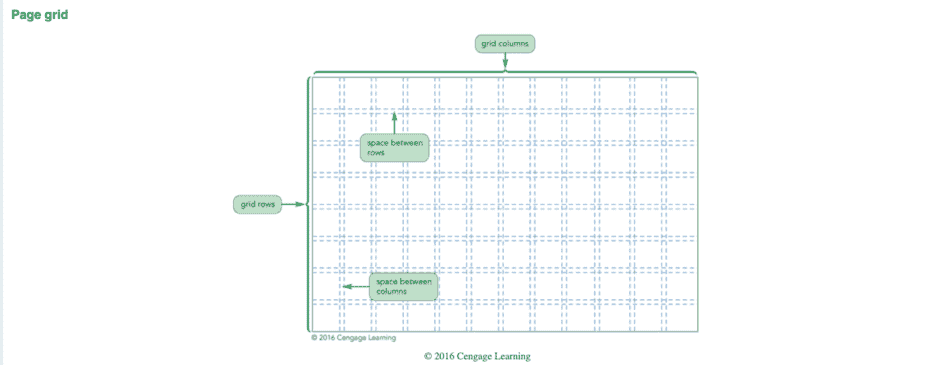 Page grid
grid columns
space between
rows
grid rows
space between
columns
© 2016 Cengage Learning
© 2016 Cengage Learning